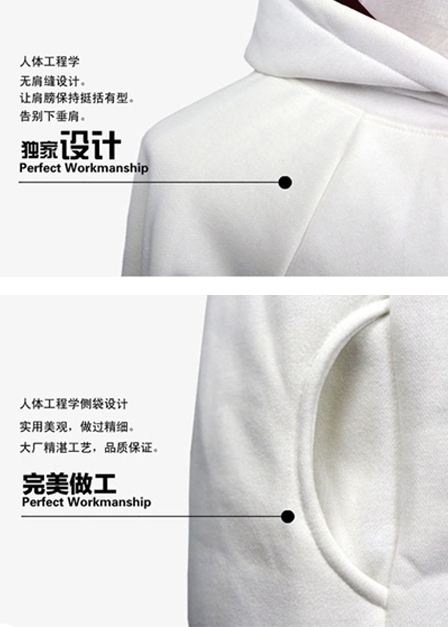 人体工程学
无肩缝设计。
让肩膀保持挺括有型。
告别下垂肩。
独家设计
Perfect Workmanship
人体工程学侧袋设计
实用美观，做过精细。
大厂精湛工艺，品质保证。
完美做工
Perfect Workmanship